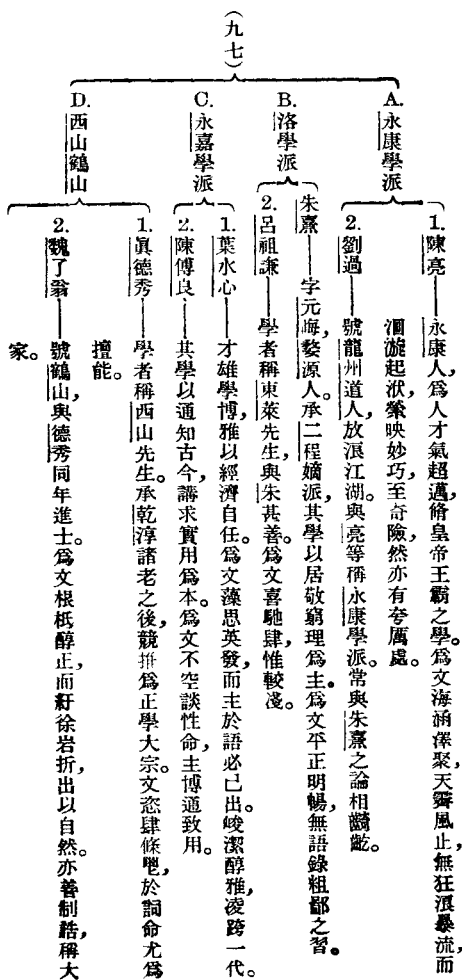 （九七）
A. 永康學派
1. 陳亮——永康人，爲人才氣超邁，脩皇帝王霸之學。爲文海涵澤聚，天霽風止，無狂浪暴流，而
洄漩起洑，縈映妙巧，至奇險，然亦有夸厲處。
2. 劉過——號龍州道人，放浪江湖。與亮等稱永康學派。常與朱熹之論相齮齕。
B. 洛學派
朱熹——字元晦，婺源人。承二程嫡派，其學以居敬窮理爲主。爲文平正明暢，無語錄粗鄙之習。
2. 呂祖謙——學者稱東萊先生，與朱甚善。爲文喜馳肆，惟較淺。
C. 永嘉學派
1. 葉水心——才雄學博，雅以經濟自任。爲文藻思英發，而主於語必己出。峻潔醇雅，凌跨一代。
2. 陳傅良——其學以通知古今，講求實用爲本。爲文不空談性命，主博通致用。
D. 西山鶴山
1. 眞德秀——學者稱西山先生。承乾淳諸老之後，競推爲正學大宗。文恣肆條鬯，於詞命尤爲
擅能。
2. 魏了翁——號鶴山，與德秀同年進士。爲文根柢醇正，而紆徐岩折，出以自然。亦善制誥，稱大
家。